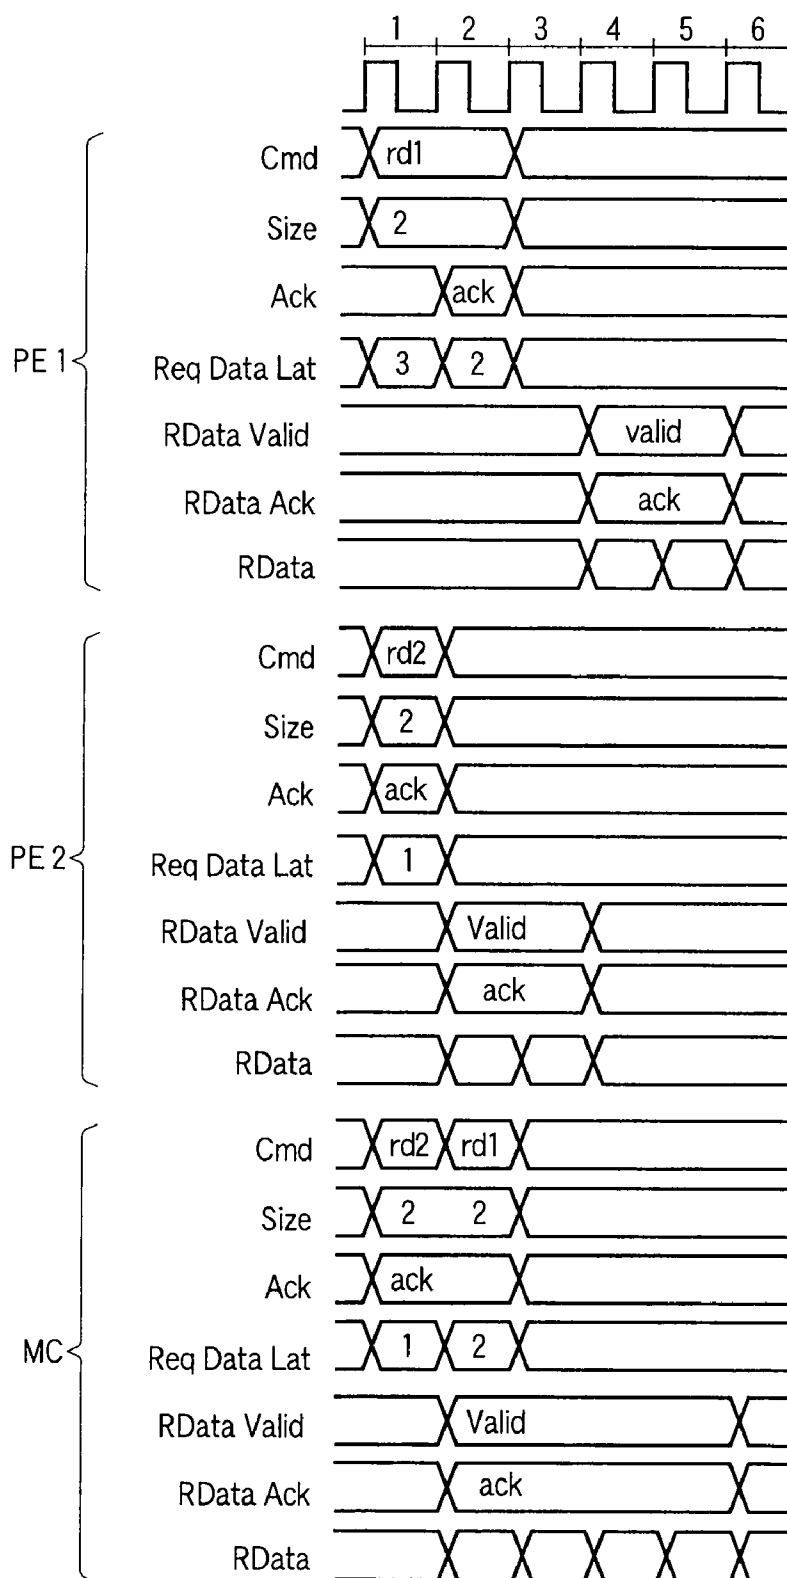 1 2 3 4 5 6
Cmd rd1
Size 2
Ack ack
PE 1
Req Data Lat 3 2
RData Valid valid
RData Ack ack
RData
Cmd rd2
Size 2
Ack ack
PE 2
Req Data Lat 1
RData Valid Valid
RData Ack ack
RData
Cmd rd2 rd1
Size 2 2
Ack ack
MC
Req Data Lat 1 2
RData Valid Valid
RData Ack ack
RData